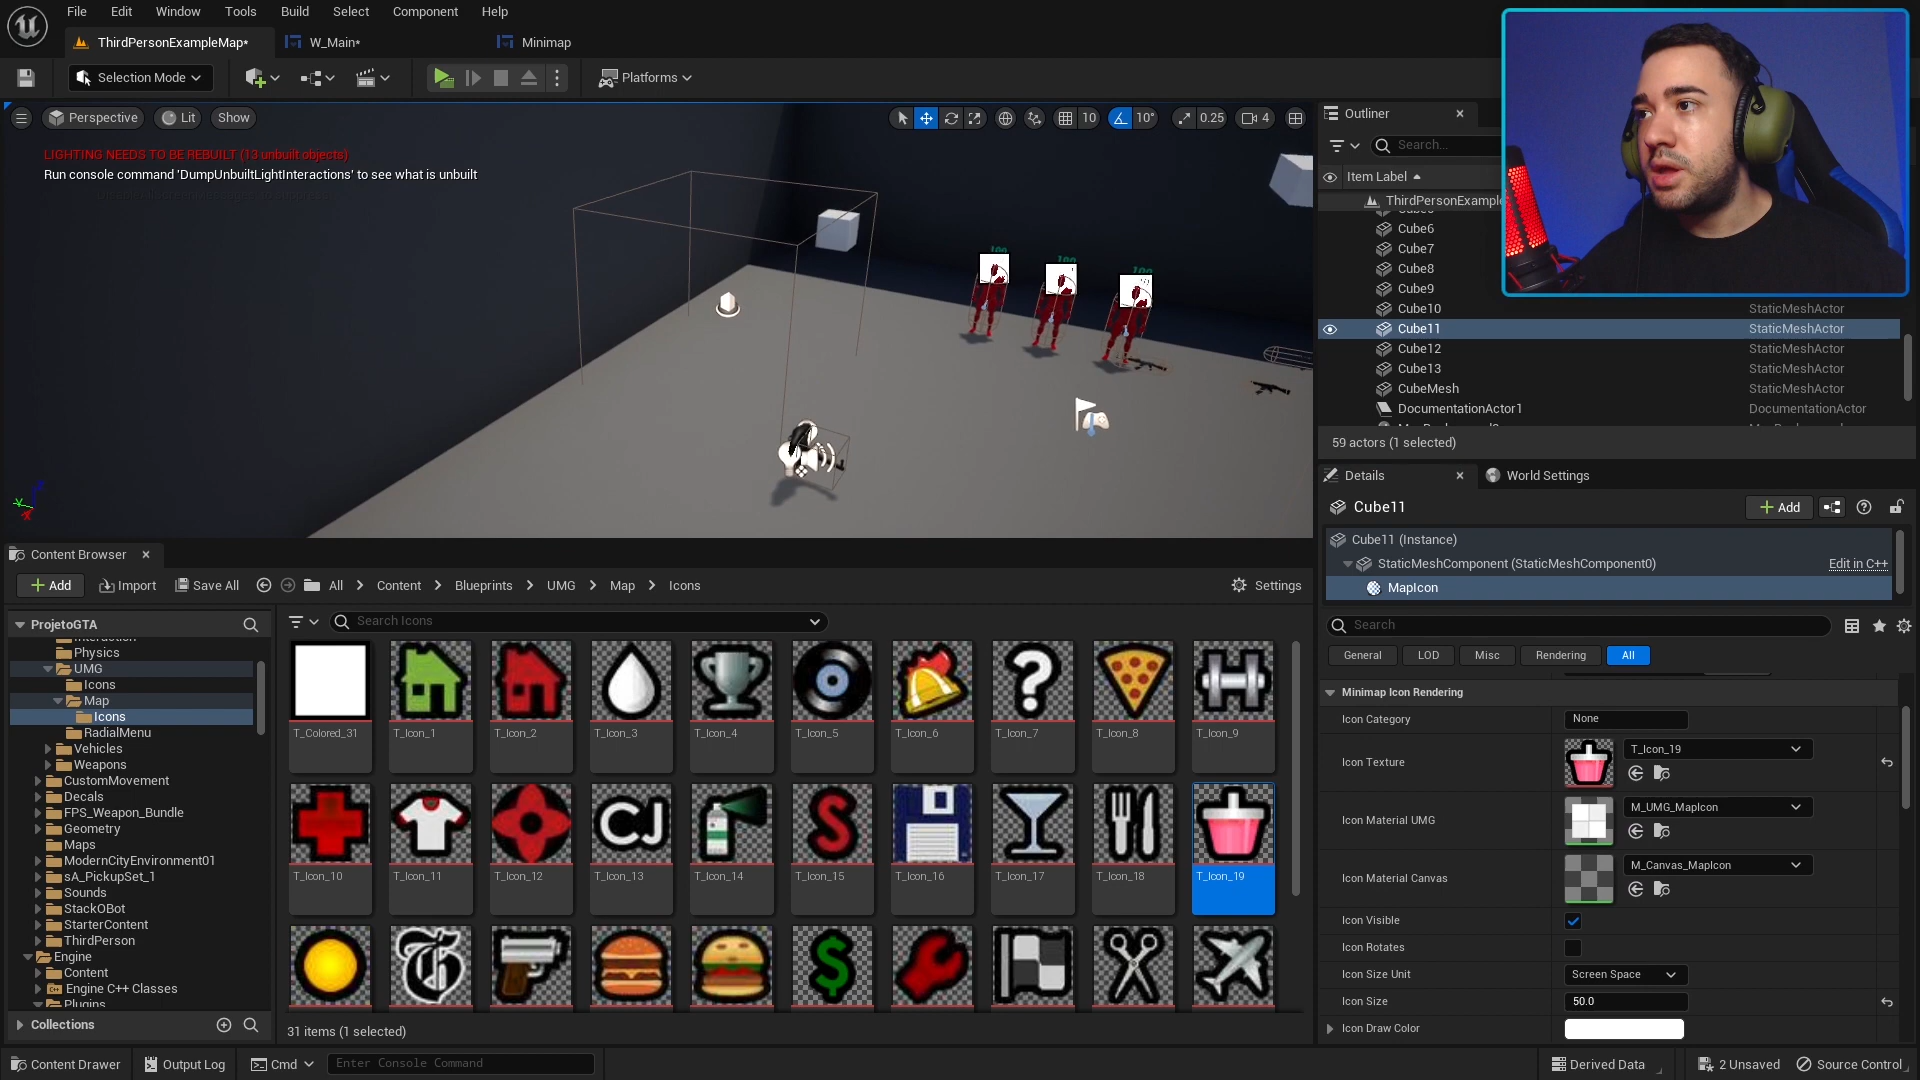 File Edit Window Tools Build Select Component Help
ThirdPersonExampleMap* W_Main* Minimap
Selection Mode Platforms
Perspective Lit Show 10 10° 0.25 4
LIGHTING NEEDS TO BE REBUILT (13 unbuilt objects)
Run console command 'DumpUnbuiltLightInteractions' to see what is unbuilt
Outliner
Search...
Item Label
ThirdPersonExample
Cube6
Cube7
Cube8
Cube9
Cube10 StaticMeshActor
Cube11 StaticMeshActor
Cube12 StaticMeshActor
Cube13 StaticMeshActor
CubeMesh StaticMeshActor
DocumentationActor1 DocumentationActor
59 actors (1 selected)
Details World Settings
Cube11 Add
Cube11 (Instance)
StaticMeshComponent (StaticMeshComponent0) Edit in C++
MapIcon
Search
General LOD Misc Rendering All
Minimap Icon Rendering
Icon Category None
Icon Texture T_Icon_19
Icon Material UMG M_UMG_MapIcon
Icon Material Canvas M_Canvas_MapIcon
Icon Visible
Icon Rotates
Icon Size Unit Screen Space
Icon Size 50.0
Icon Draw Color
Content Browser
Add Import Save All All Content Blueprints UMG Map Icons Settings
ProjetoGTA
Interaction
Physics
UMG
Icons
Map
Icons
RadialMenu
Vehicles
Weapons
CustomMovement
Decals
FPS_Weapon_Bundle
Geometry
Maps
ModernCityEnvironment01
sA_PickupSet_1
Sounds
StackOBot
StarterContent
ThirdPerson
Engine
Content
Engine C++ Classes
Plugins
Collections
Search Icons
T_Colored_31 T_Icon_1 T_Icon_2 T_Icon_3 T_Icon_4 T_Icon_5 T_Icon_6 T_Icon_7 T_Icon_8 T_Icon_9
CJ S
T_Icon_10 T_Icon_11 T_Icon_12 T_Icon_13 T_Icon_14 T_Icon_15 T_Icon_16 T_Icon_17 T_Icon_18 T_Icon_19
31 items (1 selected)
Content Drawer Output Log Cmd Enter Console Command Derived Data 2 Unsaved Source Control